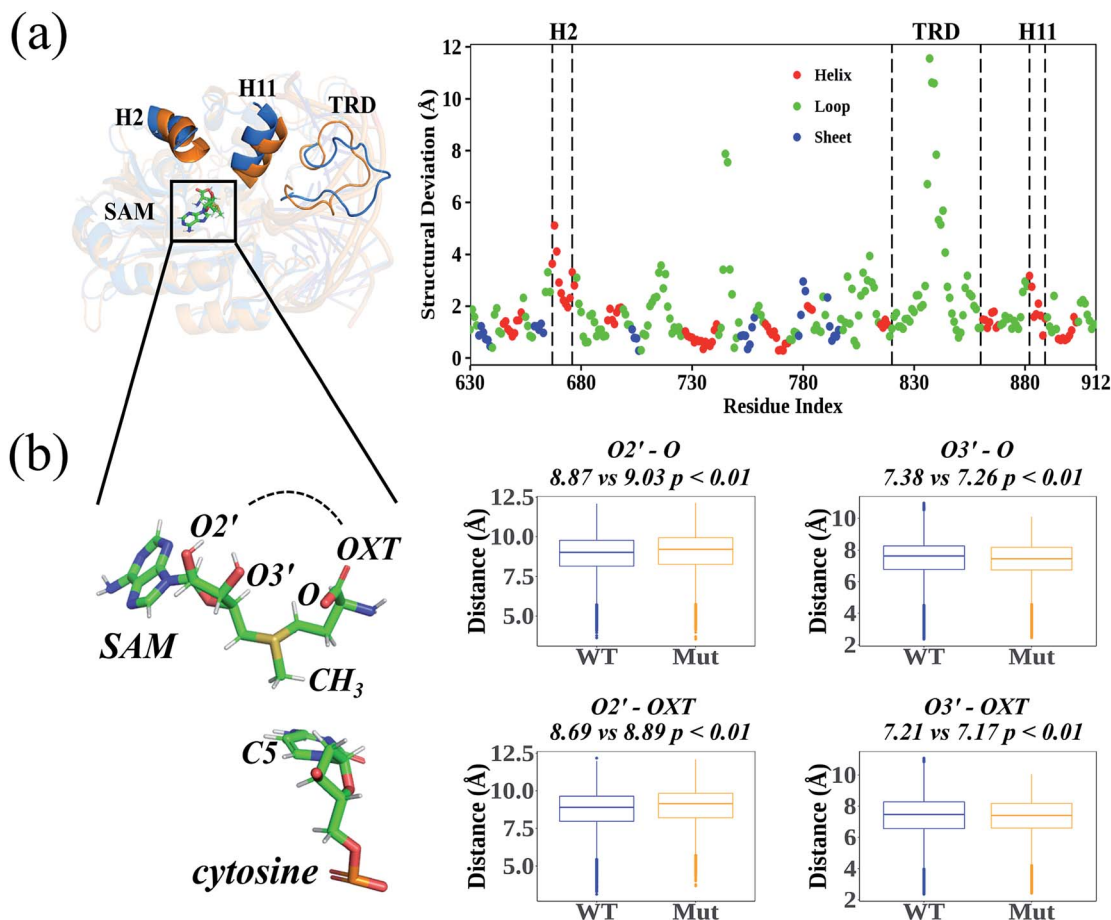 (a)
H2
H11
TRD
SAM
H2 TRD H11
12
10
8
6
4
2
0
Structural Deviation (Å)
Helix
Loop
Sheet
630 680 730 780 830 880 912
Residue Index
(b)
O2'
O3'
OXT
O
SAM
CH3
C5
cytosine
O2' - O
8.87 vs 9.03 p < 0.01
Distance (Å)
12.5
10.0
7.5
5.0
WT Mut
O3' - O
7.38 vs 7.26 p < 0.01
Distance (Å)
10
8
6
4
2
WT Mut
O2' - OXT
8.69 vs 8.89 p < 0.01
Distance (Å)
12.5
10.0
7.5
5.0
WT Mut
O3' - OXT
7.21 vs 7.17 p < 0.01
Distance (Å)
10
8
6
4
2
WT Mut